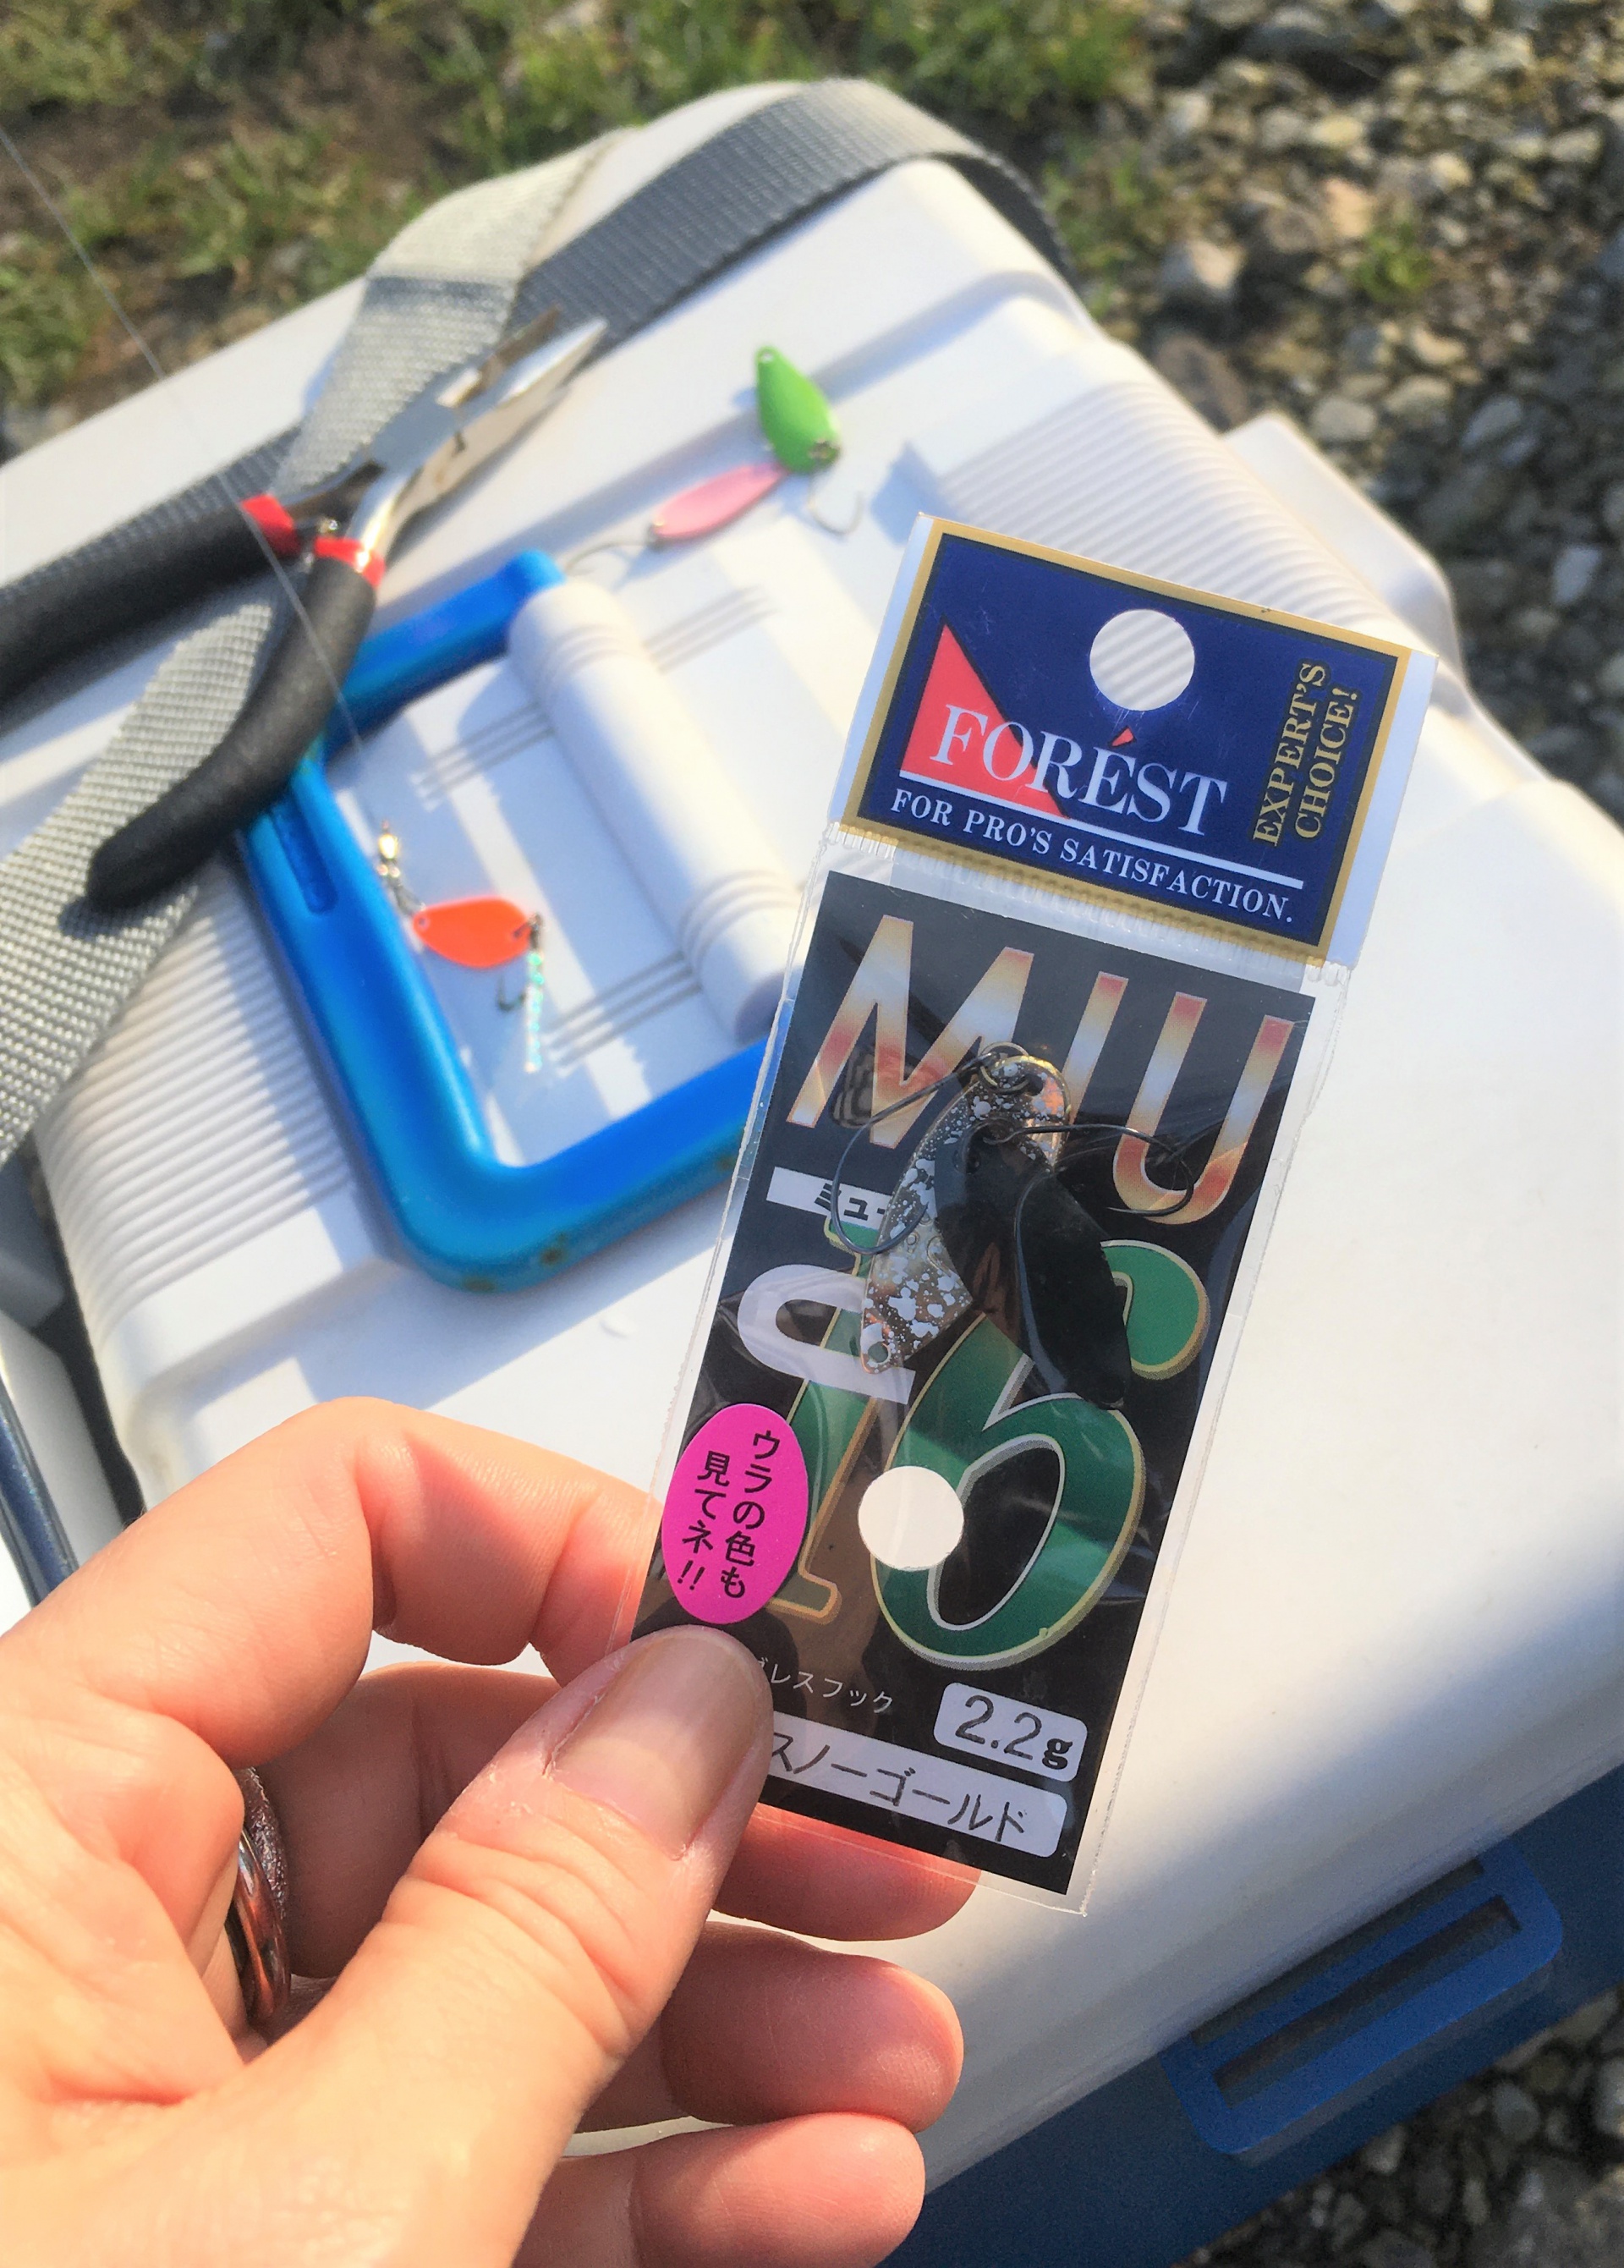 FORÉST
FOR PRO'S SATISFACTION.
EXPERT'S
CHOICE!
MIU
ミュー
16
ウラの色も
見てネ!!
レスフック
2.2g
スノーゴールド